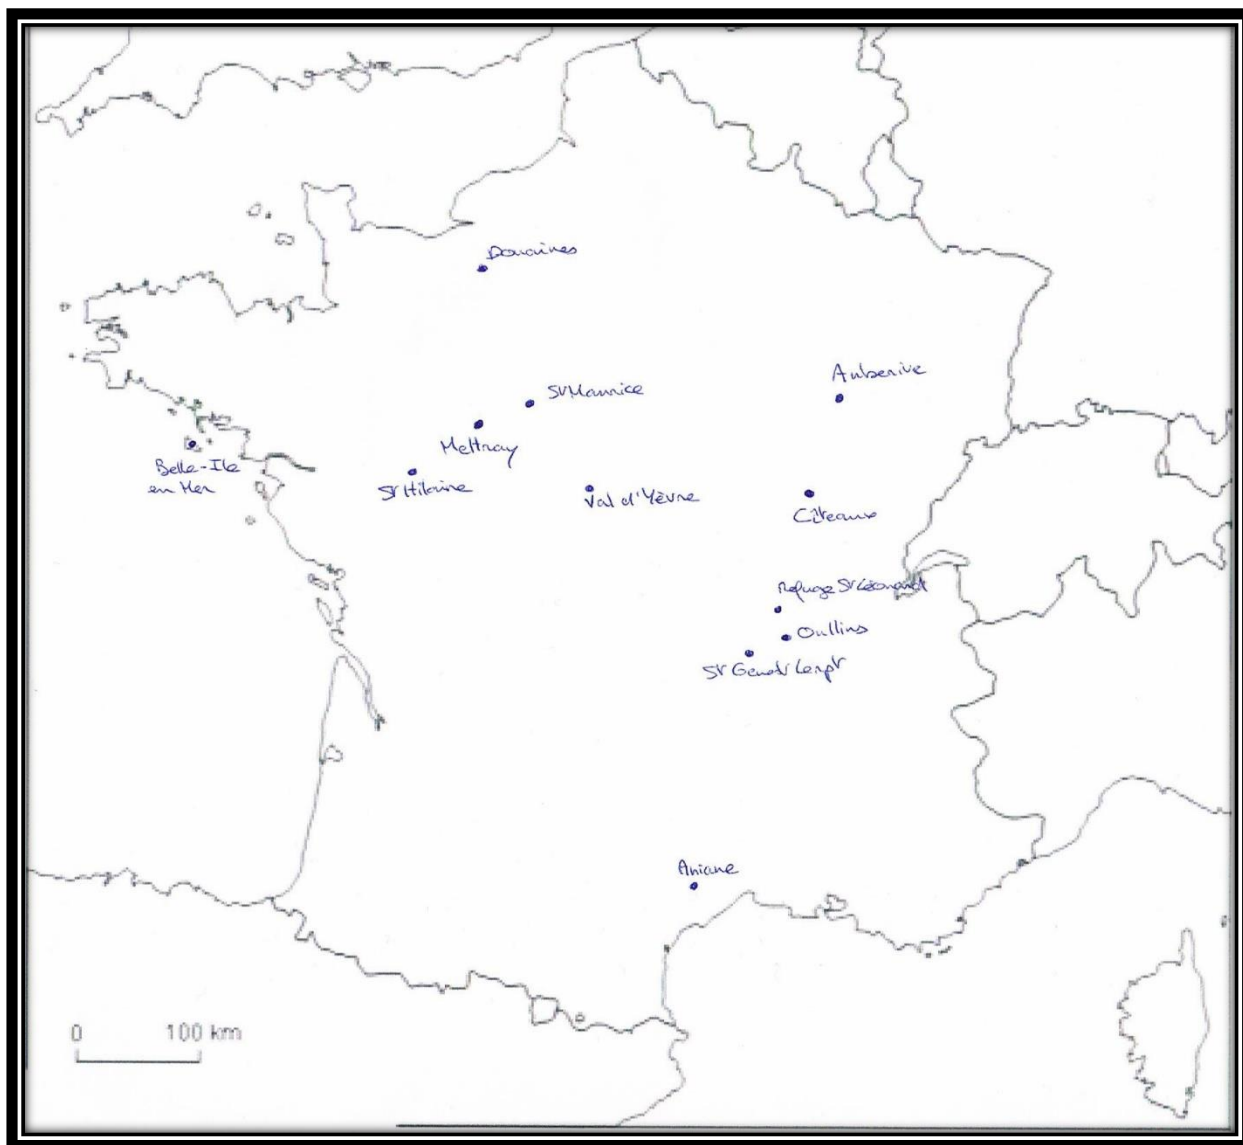 Douaines
Auberive
St Maurice
Mettray
Belle-Ile
en Mer
St Hilaire
Val d'Yèvre
Cîteaux
Refuge St Léonard
Oullins
St Genest Lerpt
Aniane
0 100 km